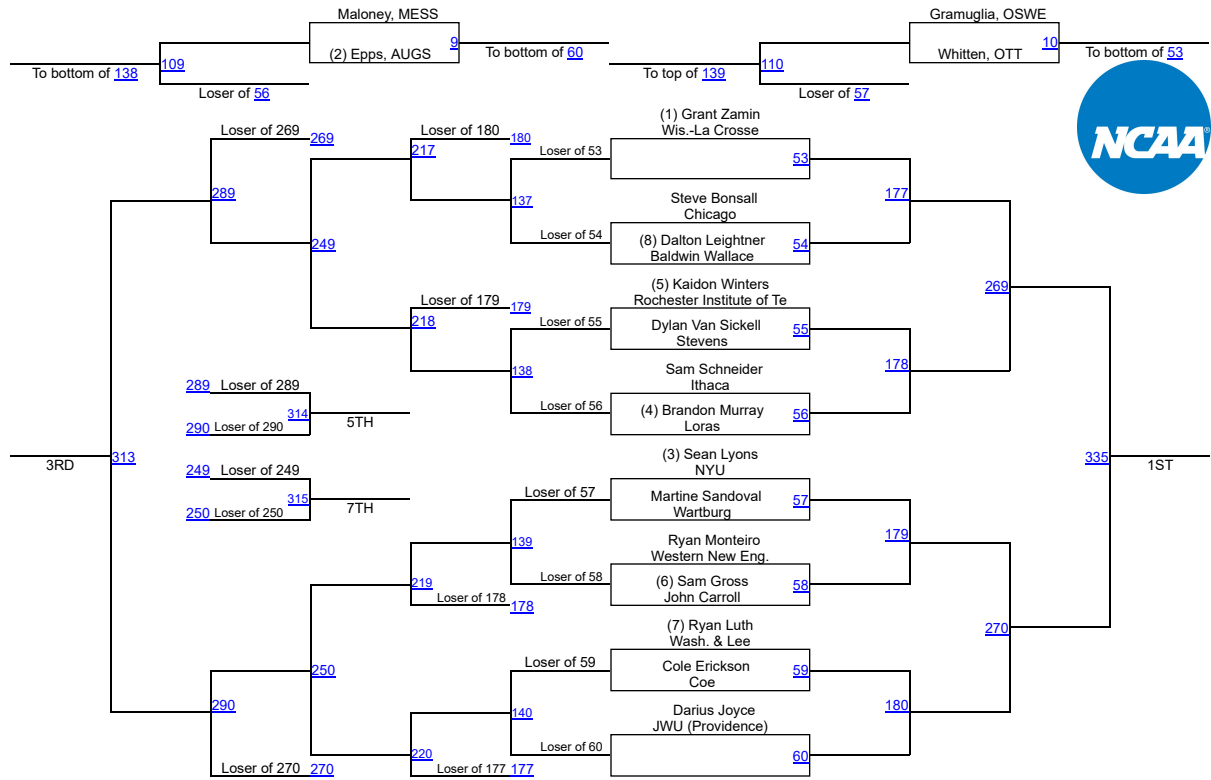 Maloney, MESS
(2) Epps, AUGS
9
To bottom of 60
To bottom of 138
109
Loser of 56
Gramuglia, OSWE
Whitten, OTT
10
To bottom of 53
To top of 139
110
Loser of 57
NCAA®
(1) Grant Zamin
Wis.-La Crosse
Loser of 269
269
Loser of 180
180
217
Loser of 53
53
289
137
177
Steve Bonsall
Chicago
249
Loser of 54
(8) Dalton Leightner
Baldwin Wallace
54
(5) Kaidon Winters
Rochester Institute of Te
269
Loser of 179
179
218
Loser of 55
Dylan Van Sickell
Stevens
55
138
178
Sam Schneider
Ithaca
289
Loser of 289
314
5TH
290
Loser of 290
Loser of 56
(4) Brandon Murray
Loras
56
3RD
313
335
1ST
(3) Sean Lyons
NYU
249
Loser of 249
315
7TH
250
Loser of 250
Loser of 57
Martine Sandoval
Wartburg
57
139
179
Ryan Monteiro
Western New Eng.
219
Loser of 58
(6) Sam Gross
John Carroll
58
Loser of 178
178
(7) Ryan Luth
Wash. & Lee
270
250
Loser of 59
Cole Erickson
Coe
59
290
140
180
Darius Joyce
JWU (Providence)
220
Loser of 60
60
Loser of 270
270
Loser of 177
177